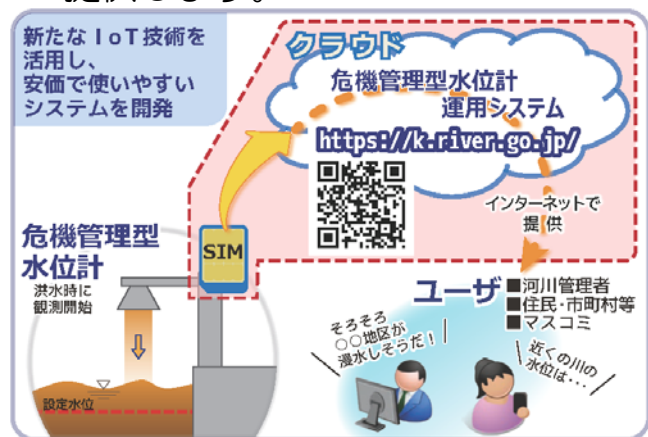 提供します。
新たなIoT技術を
活用し、
安価で使いやすい
システムを開発
クラウド
危機管理型水位計
運用システム
https://k.river.go.jp/
インターネットで
提供
SIM
危機管理型
水位計
洪水時に
観測開始
設定水位
ユーザ
■河川管理者
■住民・市町村等
■マスコミ
そろそろ
○○地区が
浸水しそうだ!
近くの川の
水位は・・・